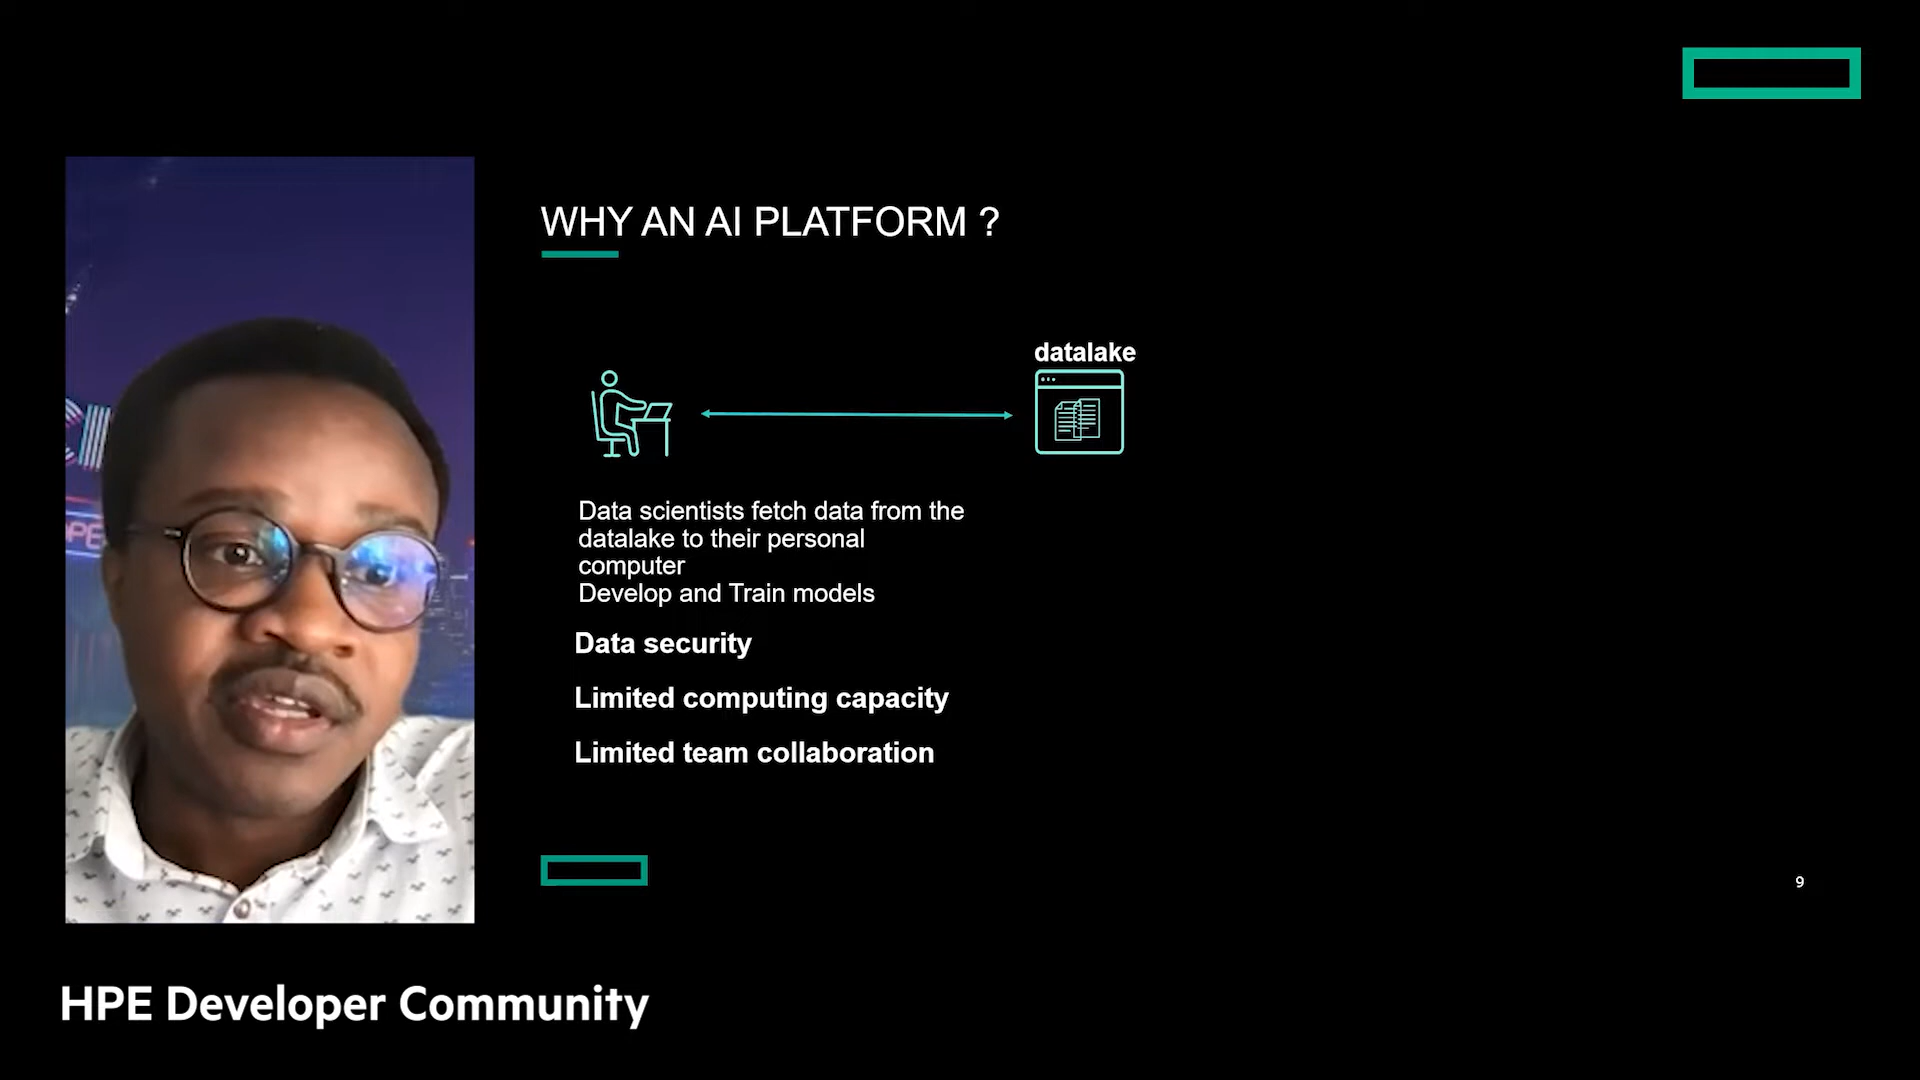 WHY AN AI PLATFORM ?
datalake
Data scientists fetch data from the
datalake to their personal
computer
Develop and Train models
Data security
Limited computing capacity
Limited team collaboration
9
HPE Developer Community